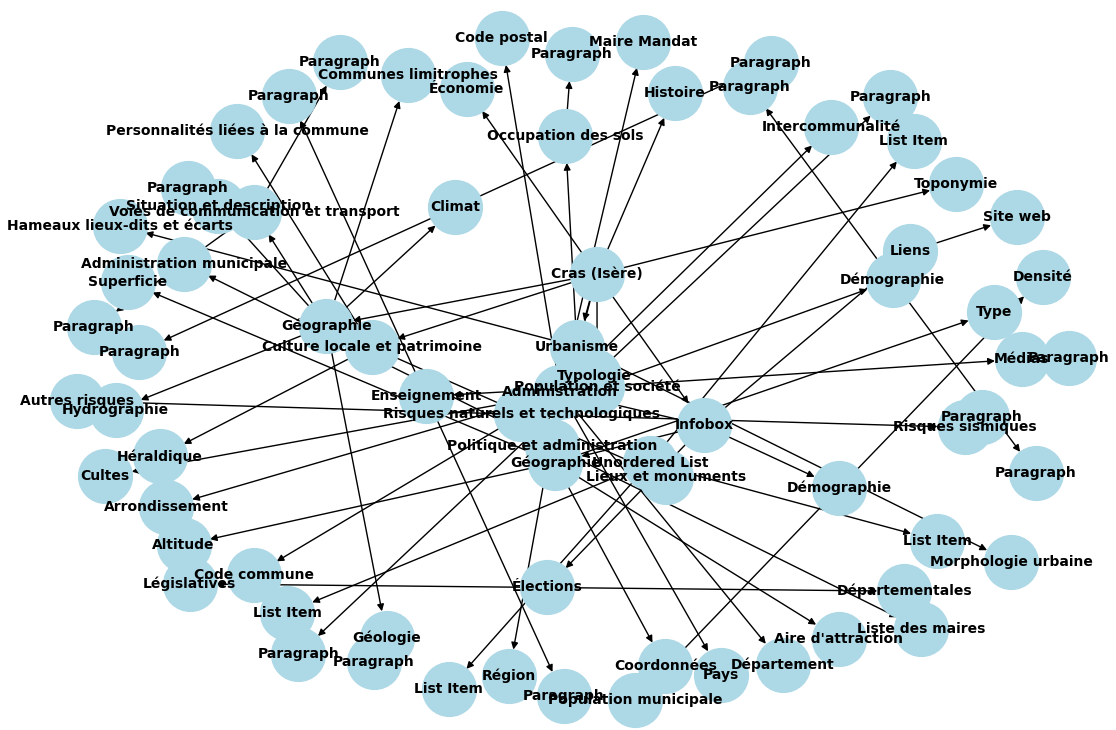 Code postal
Maire Mandat
Paragraph
Paragraph
Paragraph
Communes limitrophes
Économie
Paragraph
Histoire
Paragraph
Paragraph
Paragraph
Personnalités liées à la commune
Occupation des sols
Intercommunalité
List Item
Paragraph
Toponymie
Situation et description
Climat
Voies de communication et transport
Site web
Hameaux lieux-dits et écarts
Liens
Administration municipale
Cras (Isère)
Densité
Superficie
Démographie
Type
Paragraph
Géographie
Urbanisme
Culture locale et patrimoine
Paragraph
Médias
Paragraph
Typologie
Population et société
Administration
Enseignement
Autres risques
Hydrographie
Risques naturels et technologiques
Paragraph
Infobox
Risques sismiques
Politique et administration
Héraldique
Géographie
Unordered List
Paragraph
Cultes
Lieux et monuments
Démographie
Arrondissement
List Item
Altitude
Morphologie urbaine
Code commune
Législatives
Élections
Départementales
List Item
Liste des maires
Géologie
Aire d'attraction
Paragraph
Paragraph
Coordonnées
Département
Région
Pays
List Item
Paragraph
Population municipale